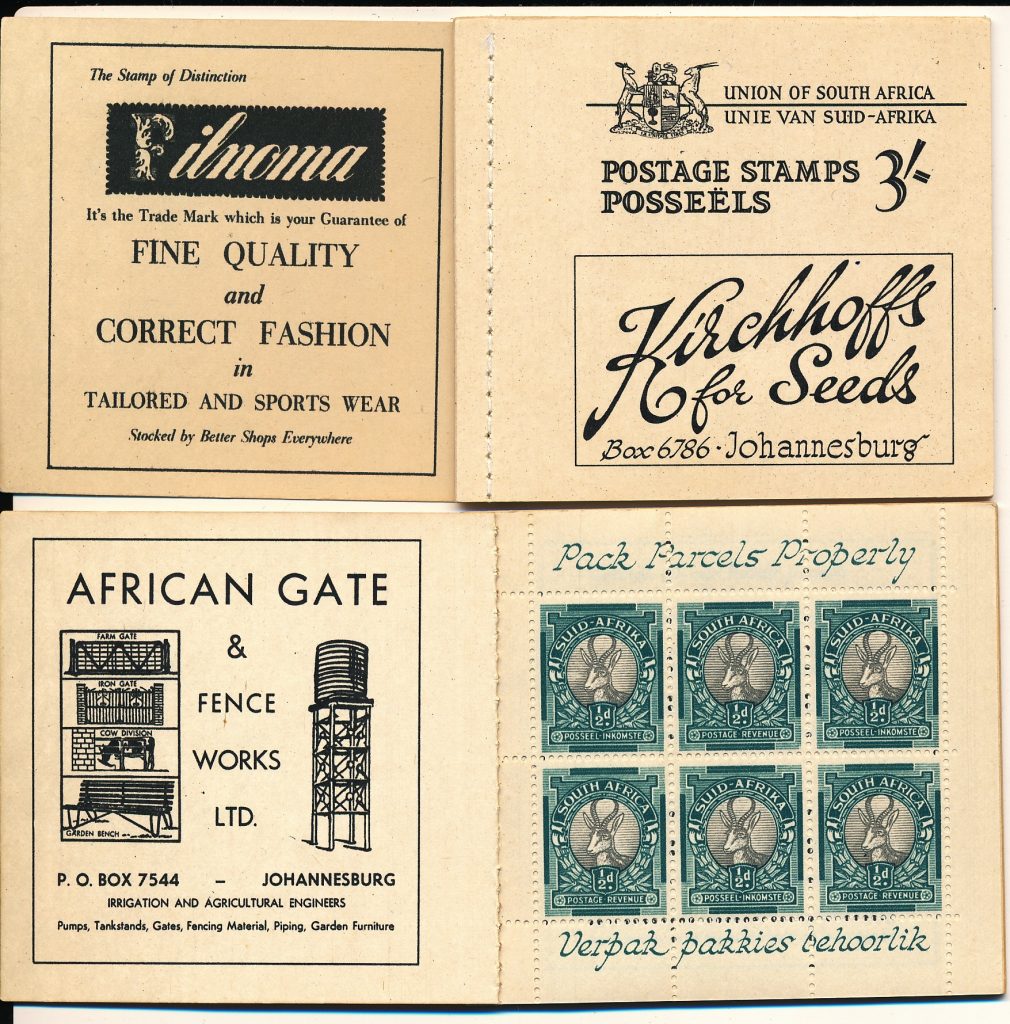 The Stamp of Distinction
Filnoma
It's the Trade Mark which is your Guarantee of
FINE QUALITY
and
CORRECT FASHION
in
TAILORED AND SPORTS WEAR
Stocked by Better Shops Everywhere
UNION OF SOUTH AFRICA
UNIE VAN SUID-AFRIKA
POSTAGE STAMPS 3/=
POSSEËLS
Kirchhoffs
for Seeds
Box 6786 · Johannesburg
AFRICAN GATE
&
FENCE
WORKS
LTD.
FARM GATE
IRON GATE
COW DIVISION
GARDEN BENCH
P. O. BOX 7544 – JOHANNESBURG
IRRIGATION AND AGRICULTURAL ENGINEERS
Pumps, Tankstands, Gates, Fencing Material, Piping, Garden Furniture
Pack Parcels Properly
SUID-AFRIKA
½d
POSSEEL-INKOMSTE
SOUTH AFRICA
½d
POSTAGE REVENUE
SUID-AFRIKA
½d
POSSEEL-INKOMSTE
SOUTH AFRICA
½d
POSTAGE REVENUE
SUID-AFRIKA
½d
POSSEEL-INKOMSTE
SOUTH AFRICA
½d
POSTAGE REVENUE
Verpak pakkies behoorlik